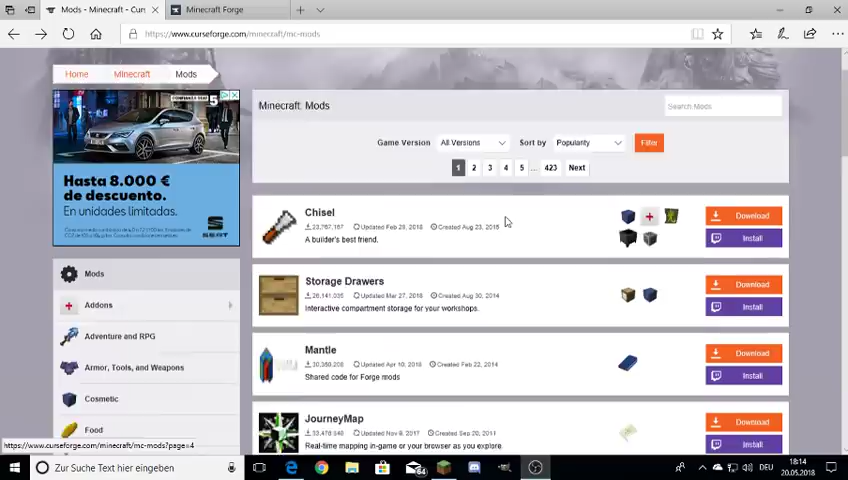 Mods - Minecraft - Cur
Minecraft Forge
https://www.curseforge.com/minecraft/mc-mods
Home
Minecraft
Mods
Hasta 8.000 €
de descuento.
En unidades limitadas.
SEAT
Minecraft: Mods
Search Mods
Game Version
All Versions
Sort by
Popularity
Filter
1 2 3 4 5 ... 423 Next
Chisel
Updated Feb 28, 2018 Created Aug 23, 2015
A builder's best friend.
Download
Install
Storage Drawers
Updated Mar 27, 2018 Created Aug 30, 2014
Interactive compartment storage for your workshops.
Download
Install
Mantle
Updated Apr 10, 2018 Created Feb 22, 2014
Shared code for Forge mods
Download
Install
JourneyMap
Updated Nov 9, 2017
Real-time mapping in-game or your browser as you explore.
Download
Install
Mods
Addons
Adventure and RPG
Armor, Tools, and Weapons
Cosmetic
Food
https://www.curseforge.com/minecraft/mc-mods?page=4
Zur Suche Text hier eingeben
64
DEU
18:14
20.05.2018